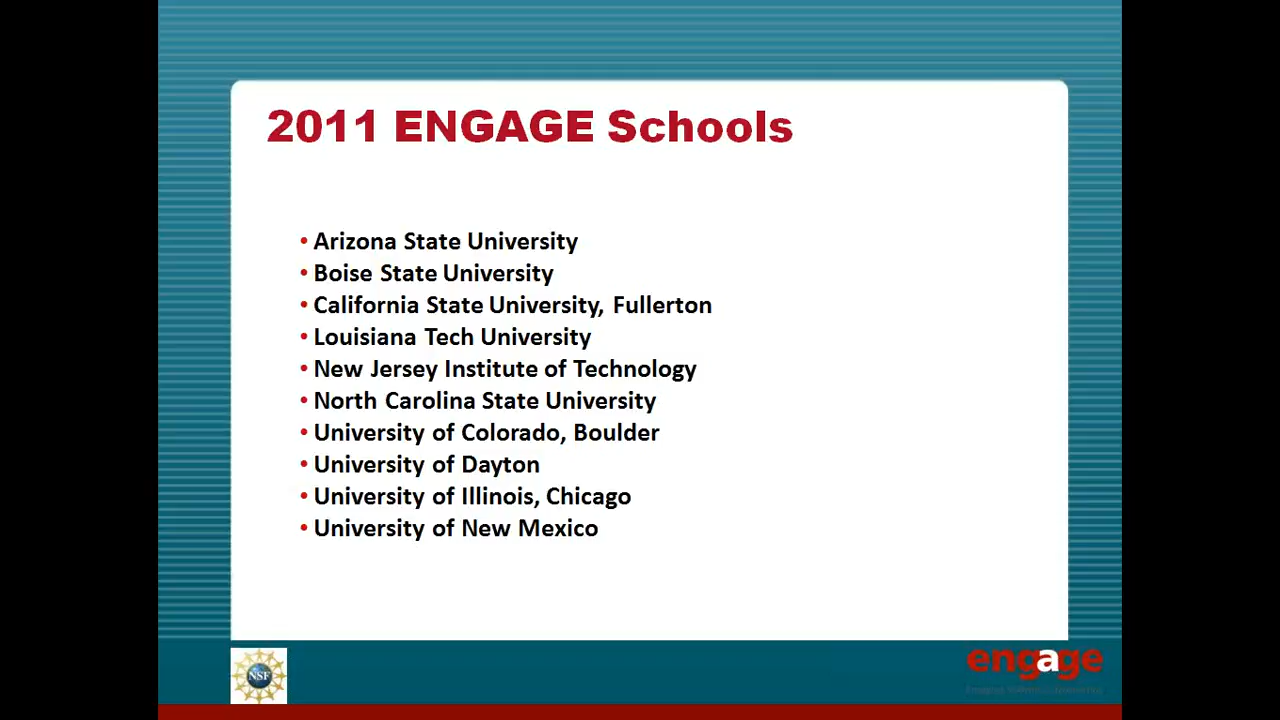 2011 ENGAGE Schools
• Arizona State University
• Boise State University
• California State University, Fullerton
• Louisiana Tech University
• New Jersey Institute of Technology
• North Carolina State University
• University of Colorado, Boulder
• University of Dayton
• University of Illinois, Chicago
• University of New Mexico
NSF
engage